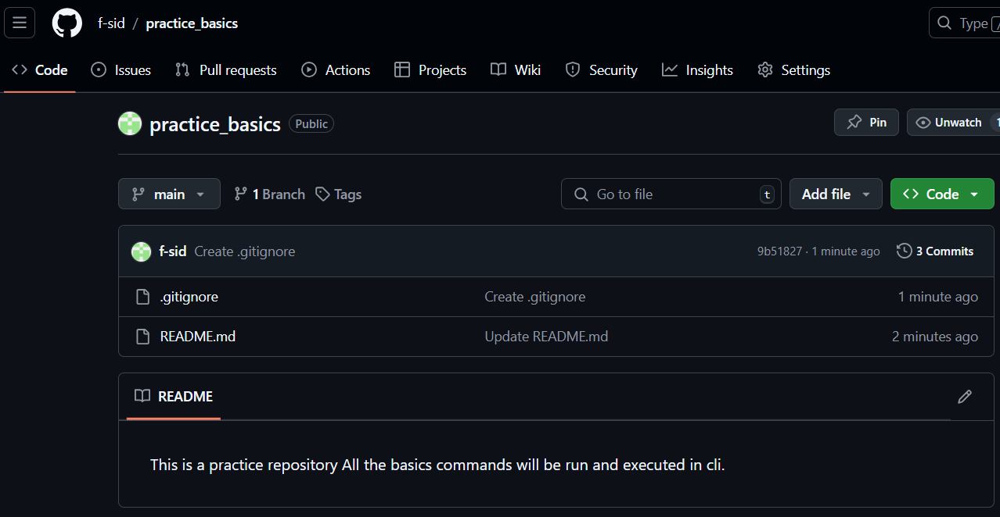 f-sid / practice_basics
Type /
Code Issues Pull requests Actions Projects Wiki Security Insights Settings
practice_basics Public
Pin Unwatch 1
main 1 Branch Tags Go to file t Add file Code
f-sid Create .gitignore 9b51827 · 1 minute ago 3 Commits
.gitignore Create .gitignore 1 minute ago
README.md Update README.md 2 minutes ago
README
This is a practice repository All the basics commands will be run and executed in cli.